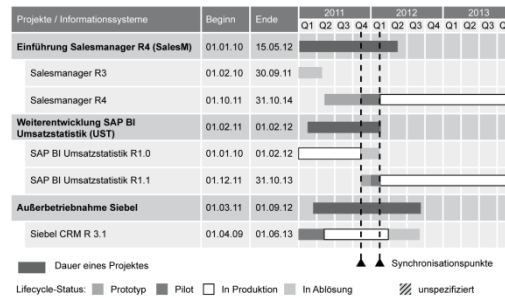 Projekte / Informationssysteme Beginn Ende 2011 2012 2013
Q1 Q2 Q3 Q4 Q1 Q2 Q3 Q4 Q1 Q2 Q3 Q
Einführung Salesmanager R4 (SalesM) 01.01.10 15.05.12
Salesmanager R3 01.02.10 30.09.11
Salesmanager R4 01.10.11 31.10.14
Weiterentwicklung SAP BI
Umsatzstatistik (UST) 01.02.11 01.02.12
SAP BI Umsatzstatistik R1.0 01.01.10 01.02.12
SAP BI Umsatzstatistik R1.1 01.12.11 31.10.13
Außerbetriebnahme Siebel 01.03.11 01.09.12
Siebel CRM R 3.1 01.04.09 01.06.13
Dauer eines Projektes Synchronisationspunkte
Lifecycle-Status: Prototyp Pilot In Produktion In Ablösung unspezifiziert